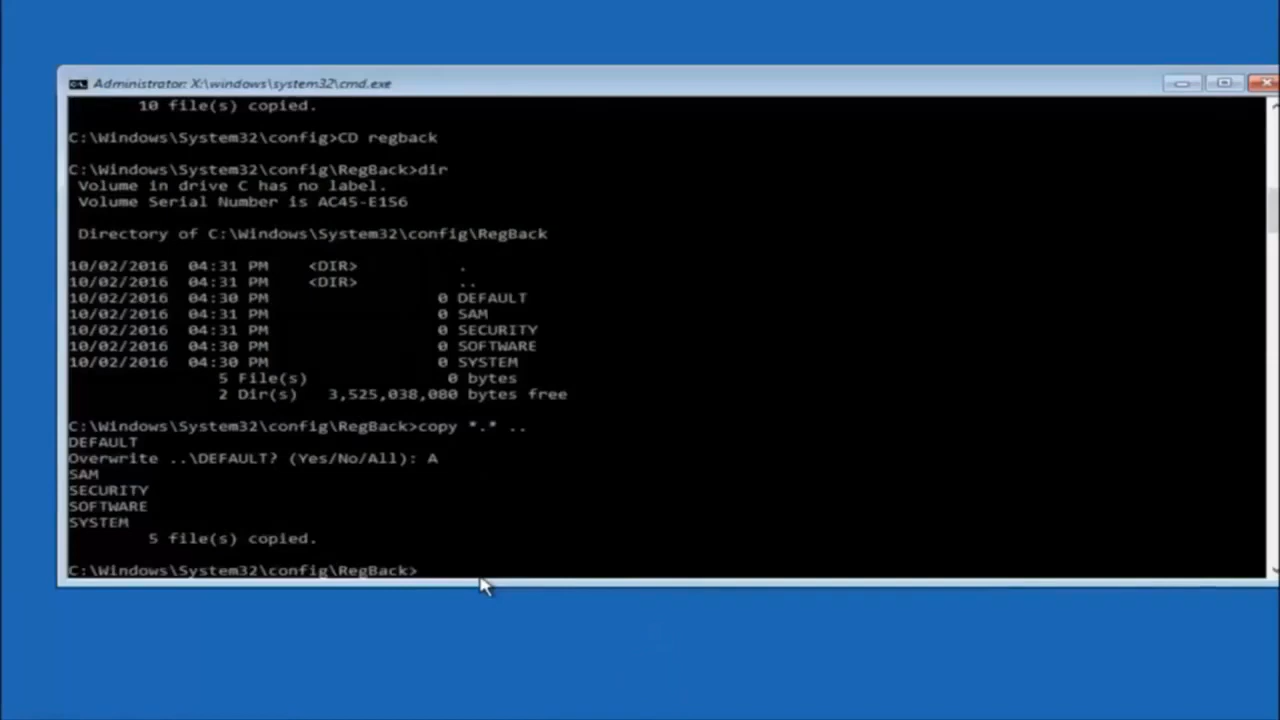 Administrator: X:\windows\system32\cmd.exe
10 file(s) copied.
C:\Windows\System32\config>CD regback
C:\Windows\System32\config\RegBack>dir
Volume in drive C has no label.
Volume Serial Number is AC45-E156
Directory of C:\Windows\System32\config\RegBack
10/02/2016  04:31 PM    <DIR>          .
10/02/2016  04:31 PM    <DIR>          ..
10/02/2016  04:30 PM                 0 DEFAULT
10/02/2016  04:31 PM                 0 SAM
10/02/2016  04:31 PM                 0 SECURITY
10/02/2016  04:30 PM                 0 SOFTWARE
10/02/2016  04:30 PM                 0 SYSTEM
5 File(s)              0 bytes
2 Dir(s)   3,525,038,080 bytes free
C:\Windows\System32\config\RegBack>copy *.* ..
DEFAULT
Overwrite ..\DEFAULT? (Yes/No/All): A
SAM
SECURITY
SOFTWARE
SYSTEM
5 file(s) copied.
C:\Windows\System32\config\RegBack>